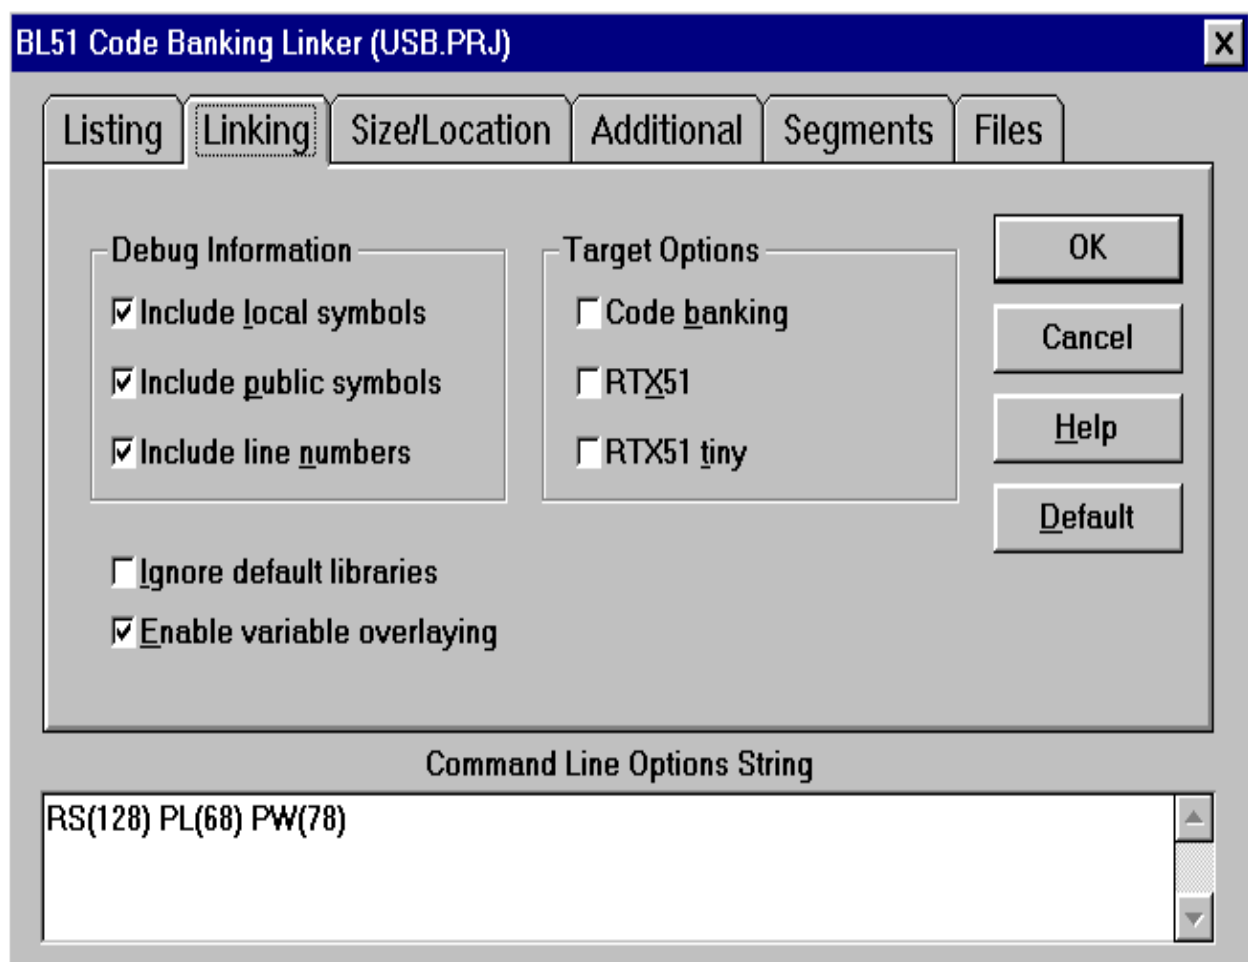 BL51 Code Banking Linker (USB.PRJ)
Listing Linking Size/Location Additional Segments Files
Debug Information
Include local symbols
Include public symbols
Include line numbers
Target Options
Code banking
RTX51
RTX51 tiny
OK
Cancel
Help
Default
Ignore default libraries
Enable variable overlaying
Command Line Options String
RS(128) PL(68) PW(78)